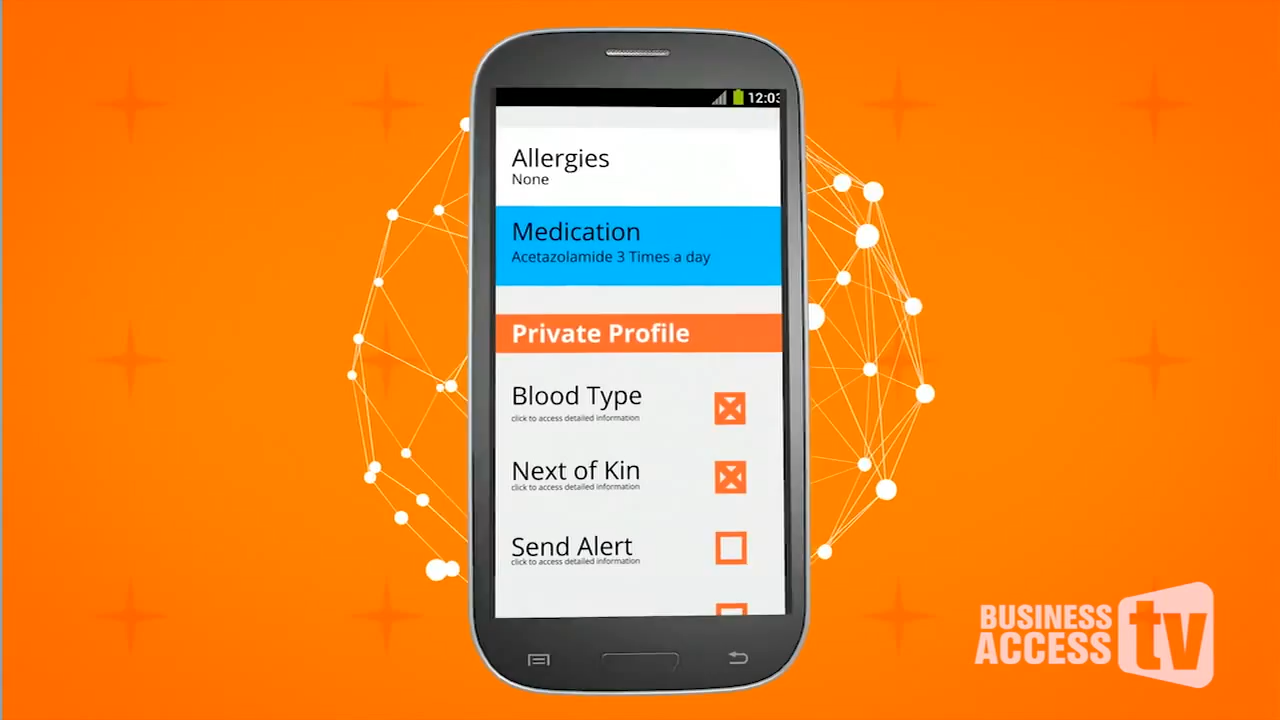 12:03
Allergies
None
Medication
Acetazolamide 3 Times a day
Private Profile
Blood Type
click to access detailed information
Next of Kin
click to access detailed information
Send Alert
click to access detailed information
BUSINESS
ACCESS
tv